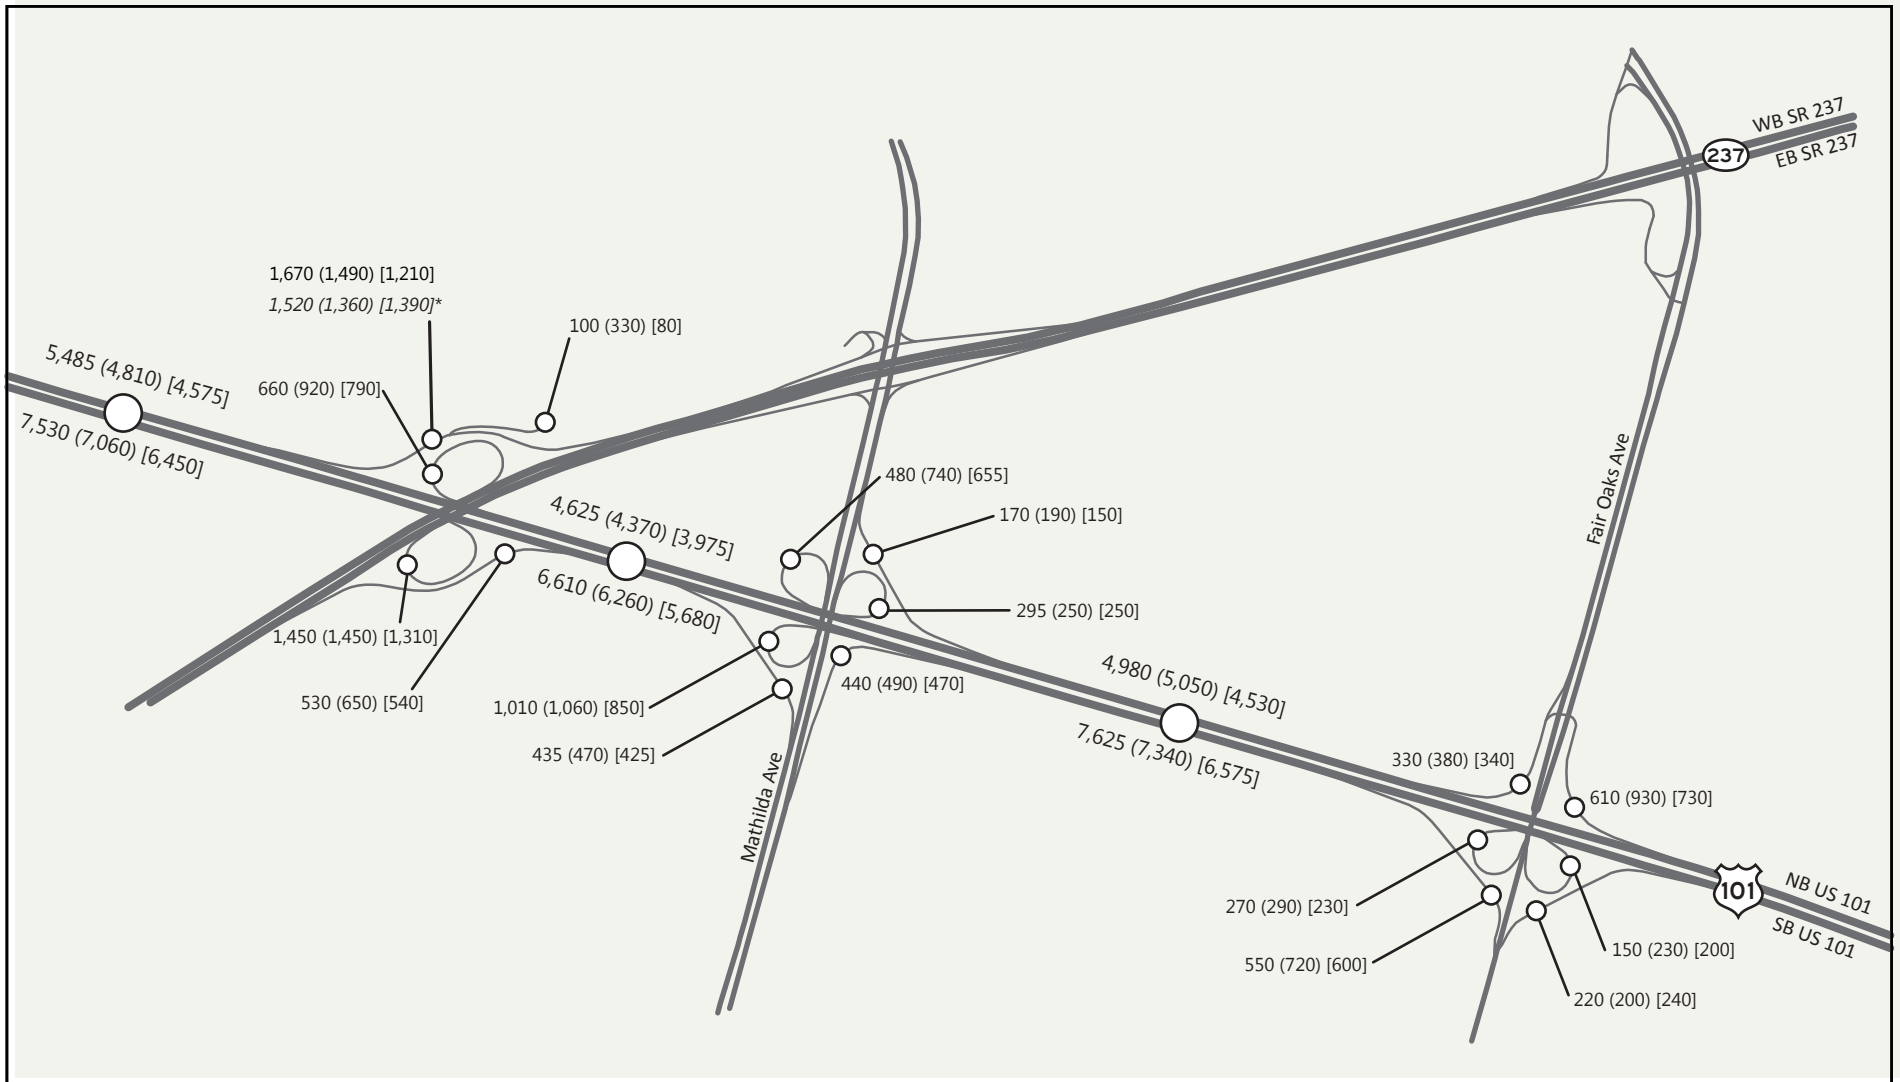 WB SR 237
237
EB SR 237
1,670 (1,490) [1,210]
1,520 (1,360) [1,390]*
100 (330) [80]
5,485 (4,810) [4,575]
660 (920) [790]
7,530 (7,060) [6,450]
Fair Oaks Ave
480 (740) [655]
4,625 (4,370) [3,975]
170 (190) [150]
6,610 (6,260) [5,680]
295 (250) [250]
1,450 (1,450) [1,310]
4,980 (5,050) [4,530]
440 (490) [470]
530 (650) [540]
1,010 (1,060) [850]
7,625 (7,340) [6,575]
435 (470) [425]
330 (380) [340]
Mathilda Ave
610 (930) [730]
101
NB US 101
270 (290) [230]
SB US 101
150 (230) [200]
550 (720) [600]
220 (200) [240]